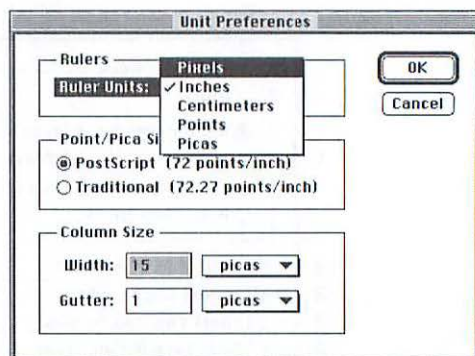 Unit Preferences
Rulers
Ruler Units:
Pixels
✓Inches
Centimeters
Points
Picas
OK
Cancel
Point/Pica Si
PostScript (72 points/inch)
Traditional (72.27 points/inch)
Column Size
Width: 15 picas
Gutter: 1 picas